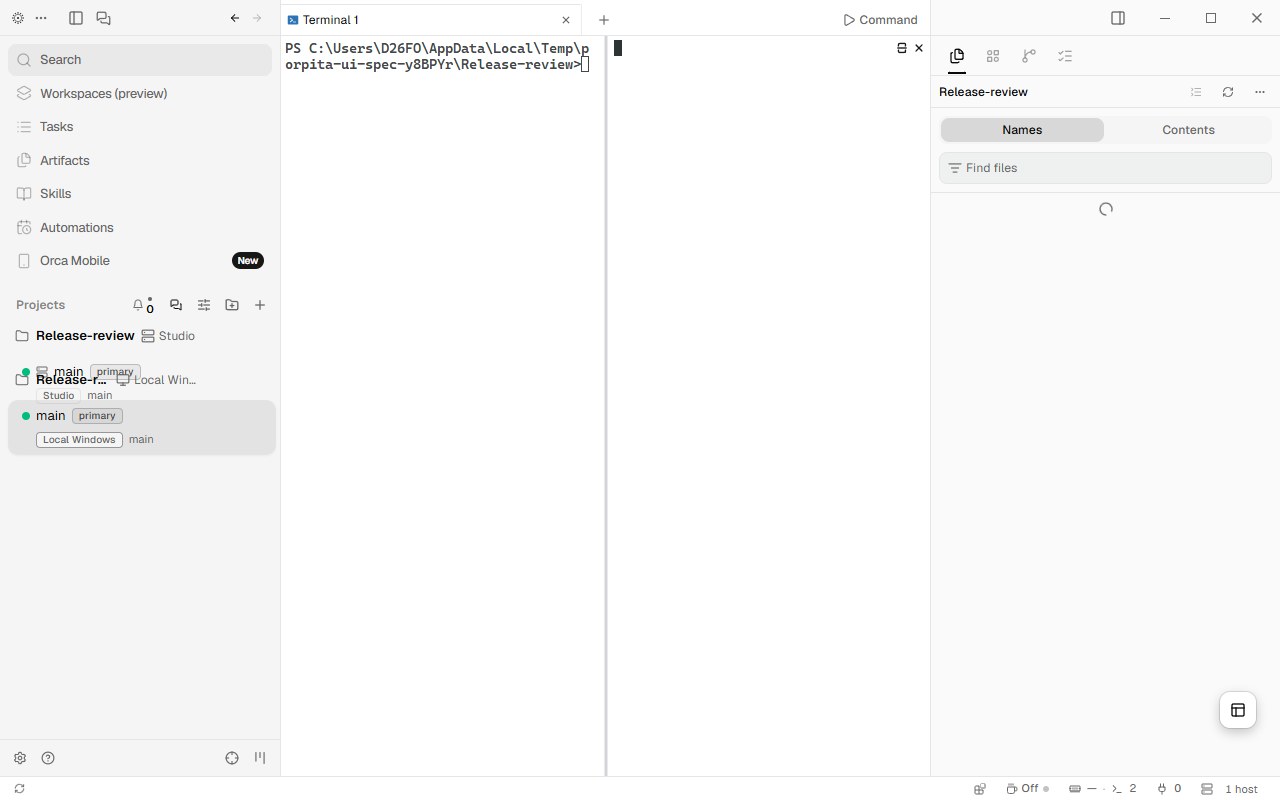 Terminal 1
Command
Search
Workspaces (preview)
Tasks
Artifacts
Skills
Automations
Orca Mobile
New
Projects
0
Release-review
Studio
main
primary
Release-r...
Local Win...
Studio
main
main
primary
Local Windows
main
PS C:\Users\D26FO\AppData\Local\Temp\p
orpita-ui-spec-y8BPYr\Release-review>
Release-review
Names
Contents
Find files
Off
2
0
1 host